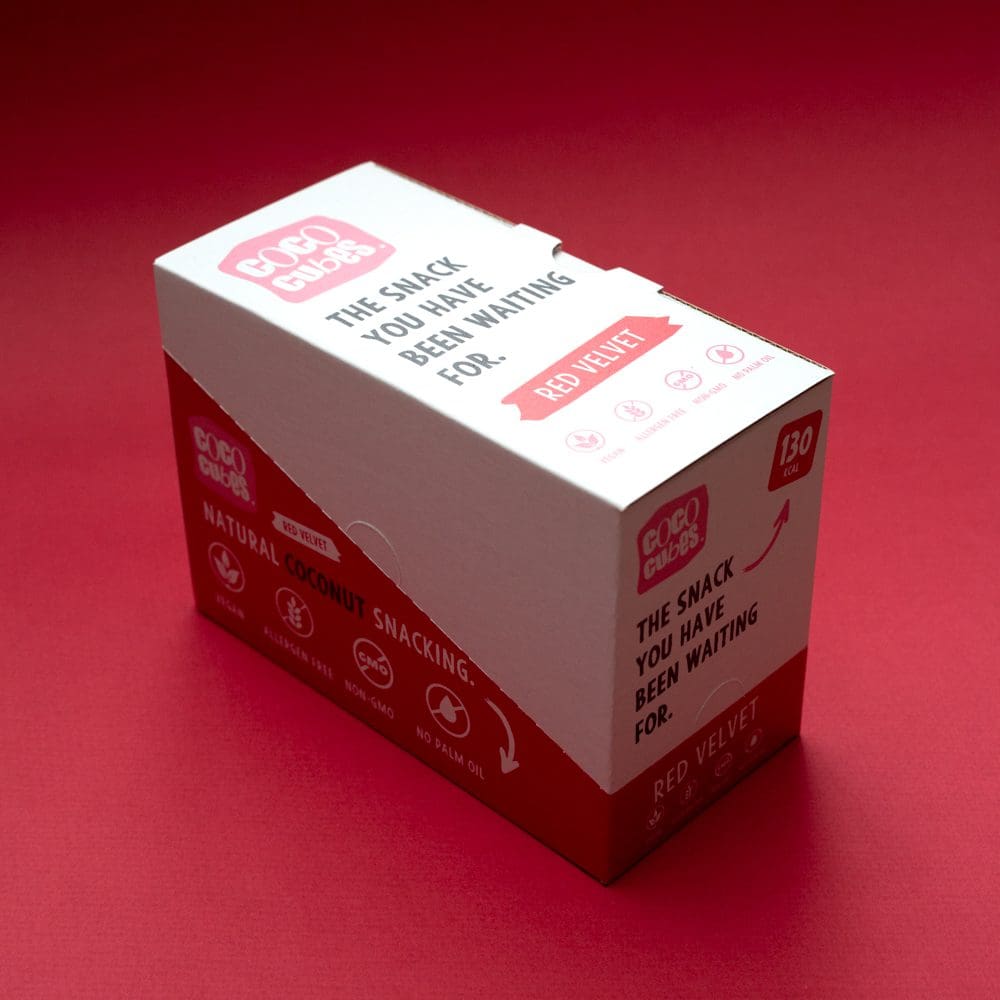 COCO
CUbES.
THE SNACK
YOU HAVE
BEEN WAITING
FOR.
RED VELVET
VEGAN
ALLERGEN FREE
NON-GMO
NO PALM OIL
GMO
COCO
CUbES.
RED VELVET
NATURAL COCONUT SNACKING.
VEGAN
ALLERGEN FREE
GMO
NON-GMO
NO PALM OIL
130
KCAL
COCO
CUbES.
THE SNACK
YOU HAVE
BEEN WAITING
FOR.
RED VELVET